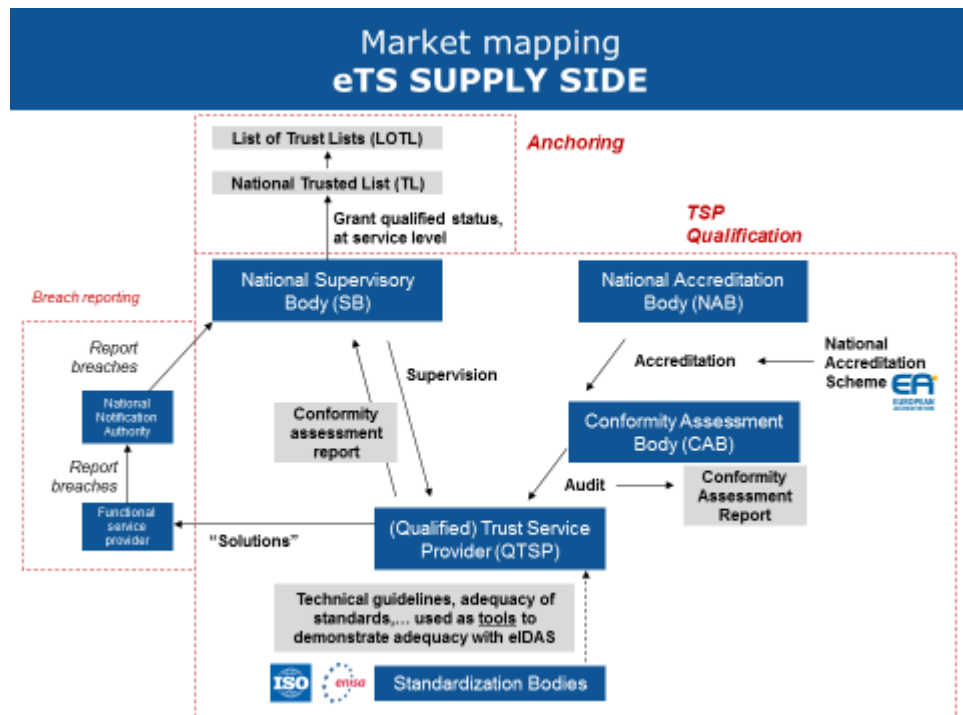 Market mapping
eTS SUPPLY SIDE
List of Trust Lists (LOTL)
Anchoring
National Trusted List (TL)
Grant qualified status,
at service level
TSP
Qualification
National Supervisory
Body (SB)
National Accreditation
Body (NAB)
Breach reporting
Report
breaches
Supervision
Accreditation
National
Accreditation
Scheme
EA
EUROPEAN
ACCREDITATION
National
Notification
Authority
Conformity
assessment
report
Conformity Assessment
Body (CAB)
Report
breaches
Audit
Conformity
Assessment
Report
Functional
service
provider
"Solutions"
(Qualified) Trust Service
Provider (QTSP)
Technical guidelines, adequacy of
standards,... used as tools to
demonstrate adequacy with eIDAS
ISO
enisa
Standardization Bodies